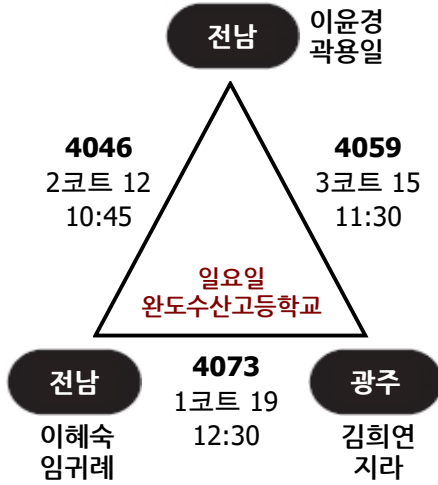 전남
이윤경
곽용일
4046
2코트 12
10:45
4059
3코트 15
11:30
일요일
완도수산고등학교
전남
이혜숙
임귀례
4073
1코트 19
12:30
광주
김희연
지라